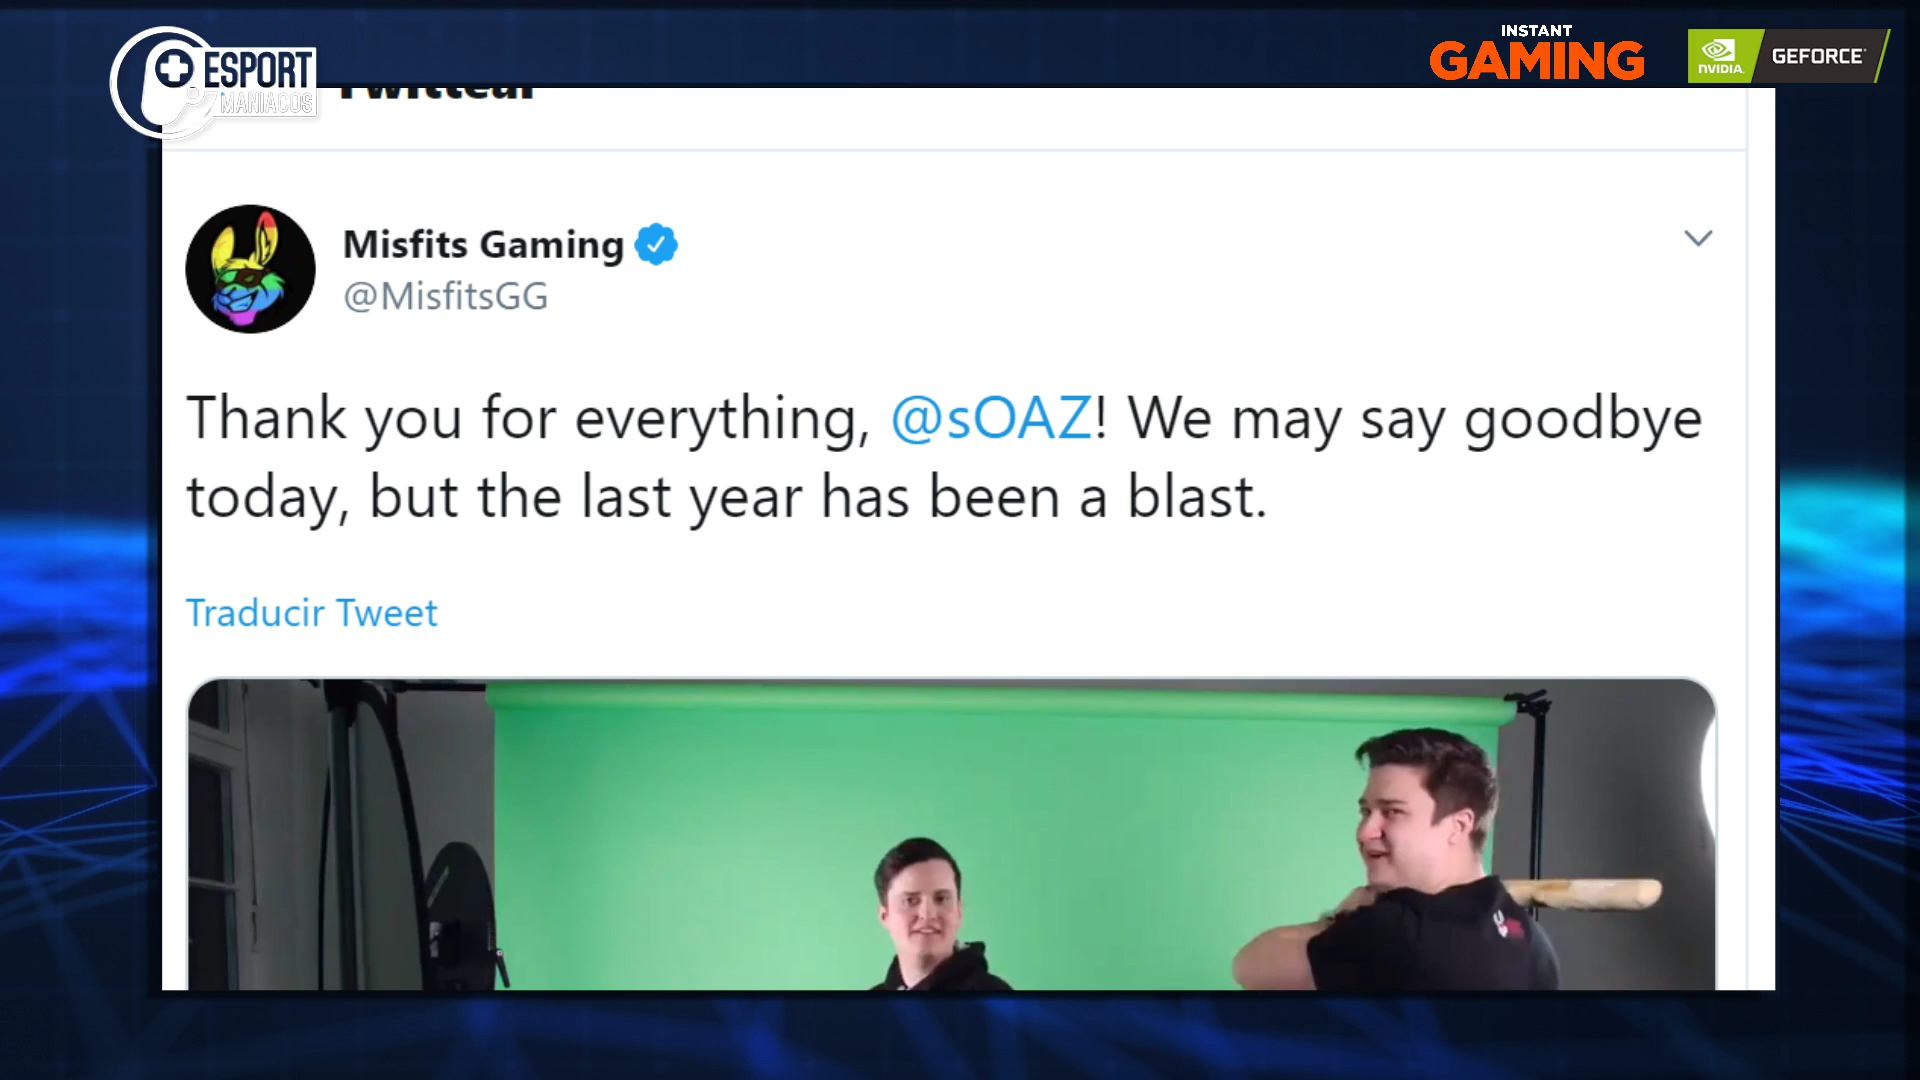 ESPORT
MANIACOS
INSTANT
GAMING
NVIDIA.
GEFORCE
Twittear
Misfits Gaming
@MisfitsGG
Thank you for everything, @sOAZ! We may say goodbye
today, but the last year has been a blast.
Traducir Tweet